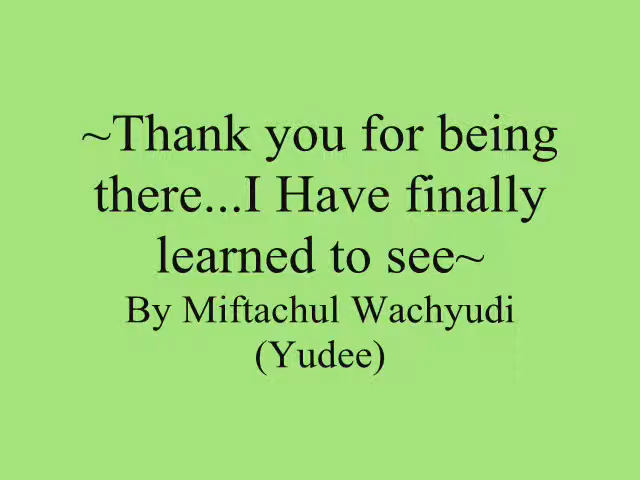 ~Thank you for being
there...I Have finally
learned to see~
By Miftachul Wachyudi
(Yudee)